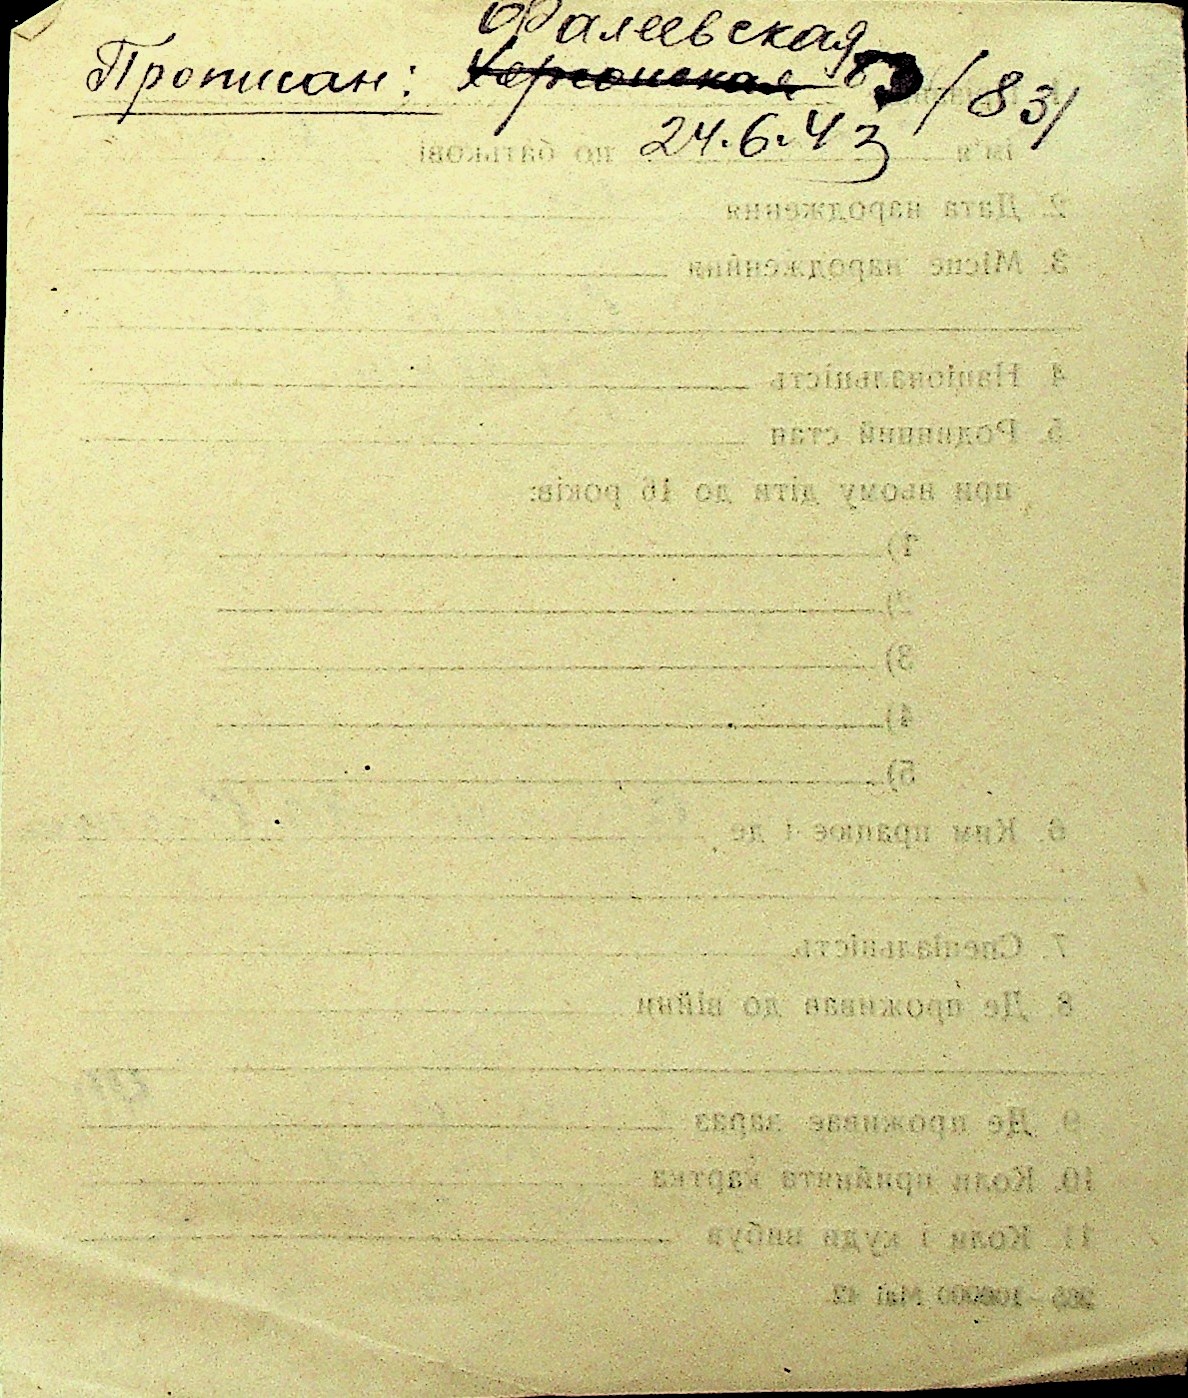 Фалеевская
Прописан: Херсонская 83 /83/
24.6.43
ім'я по батькові
2. Дата народження
3. Місце народженйня
4. Національність
5. Родинний стан
при ньому діти до 16 років:
1)
2)
3)
4)
5)
6. Ким працює і де
7. Спеціальність
8. Де проживав до війни
9. Де проживає зараз
10. Коли прийнята картка
11. Коли і куди вибув